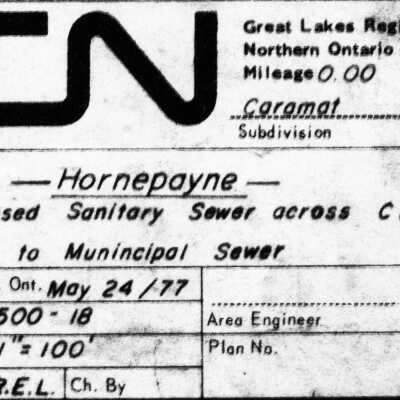 CN
Great Lakes Regi
Northern Ontario
Mileage 0.00
Caramat
Subdivision
— Hornepayne —
sed Sanitary Sewer across C
to Munincipal Sewer
Ont. May 24/77
500-18
1"=100'
Area Engineer
Plan No.
R.E.L. Ch. By